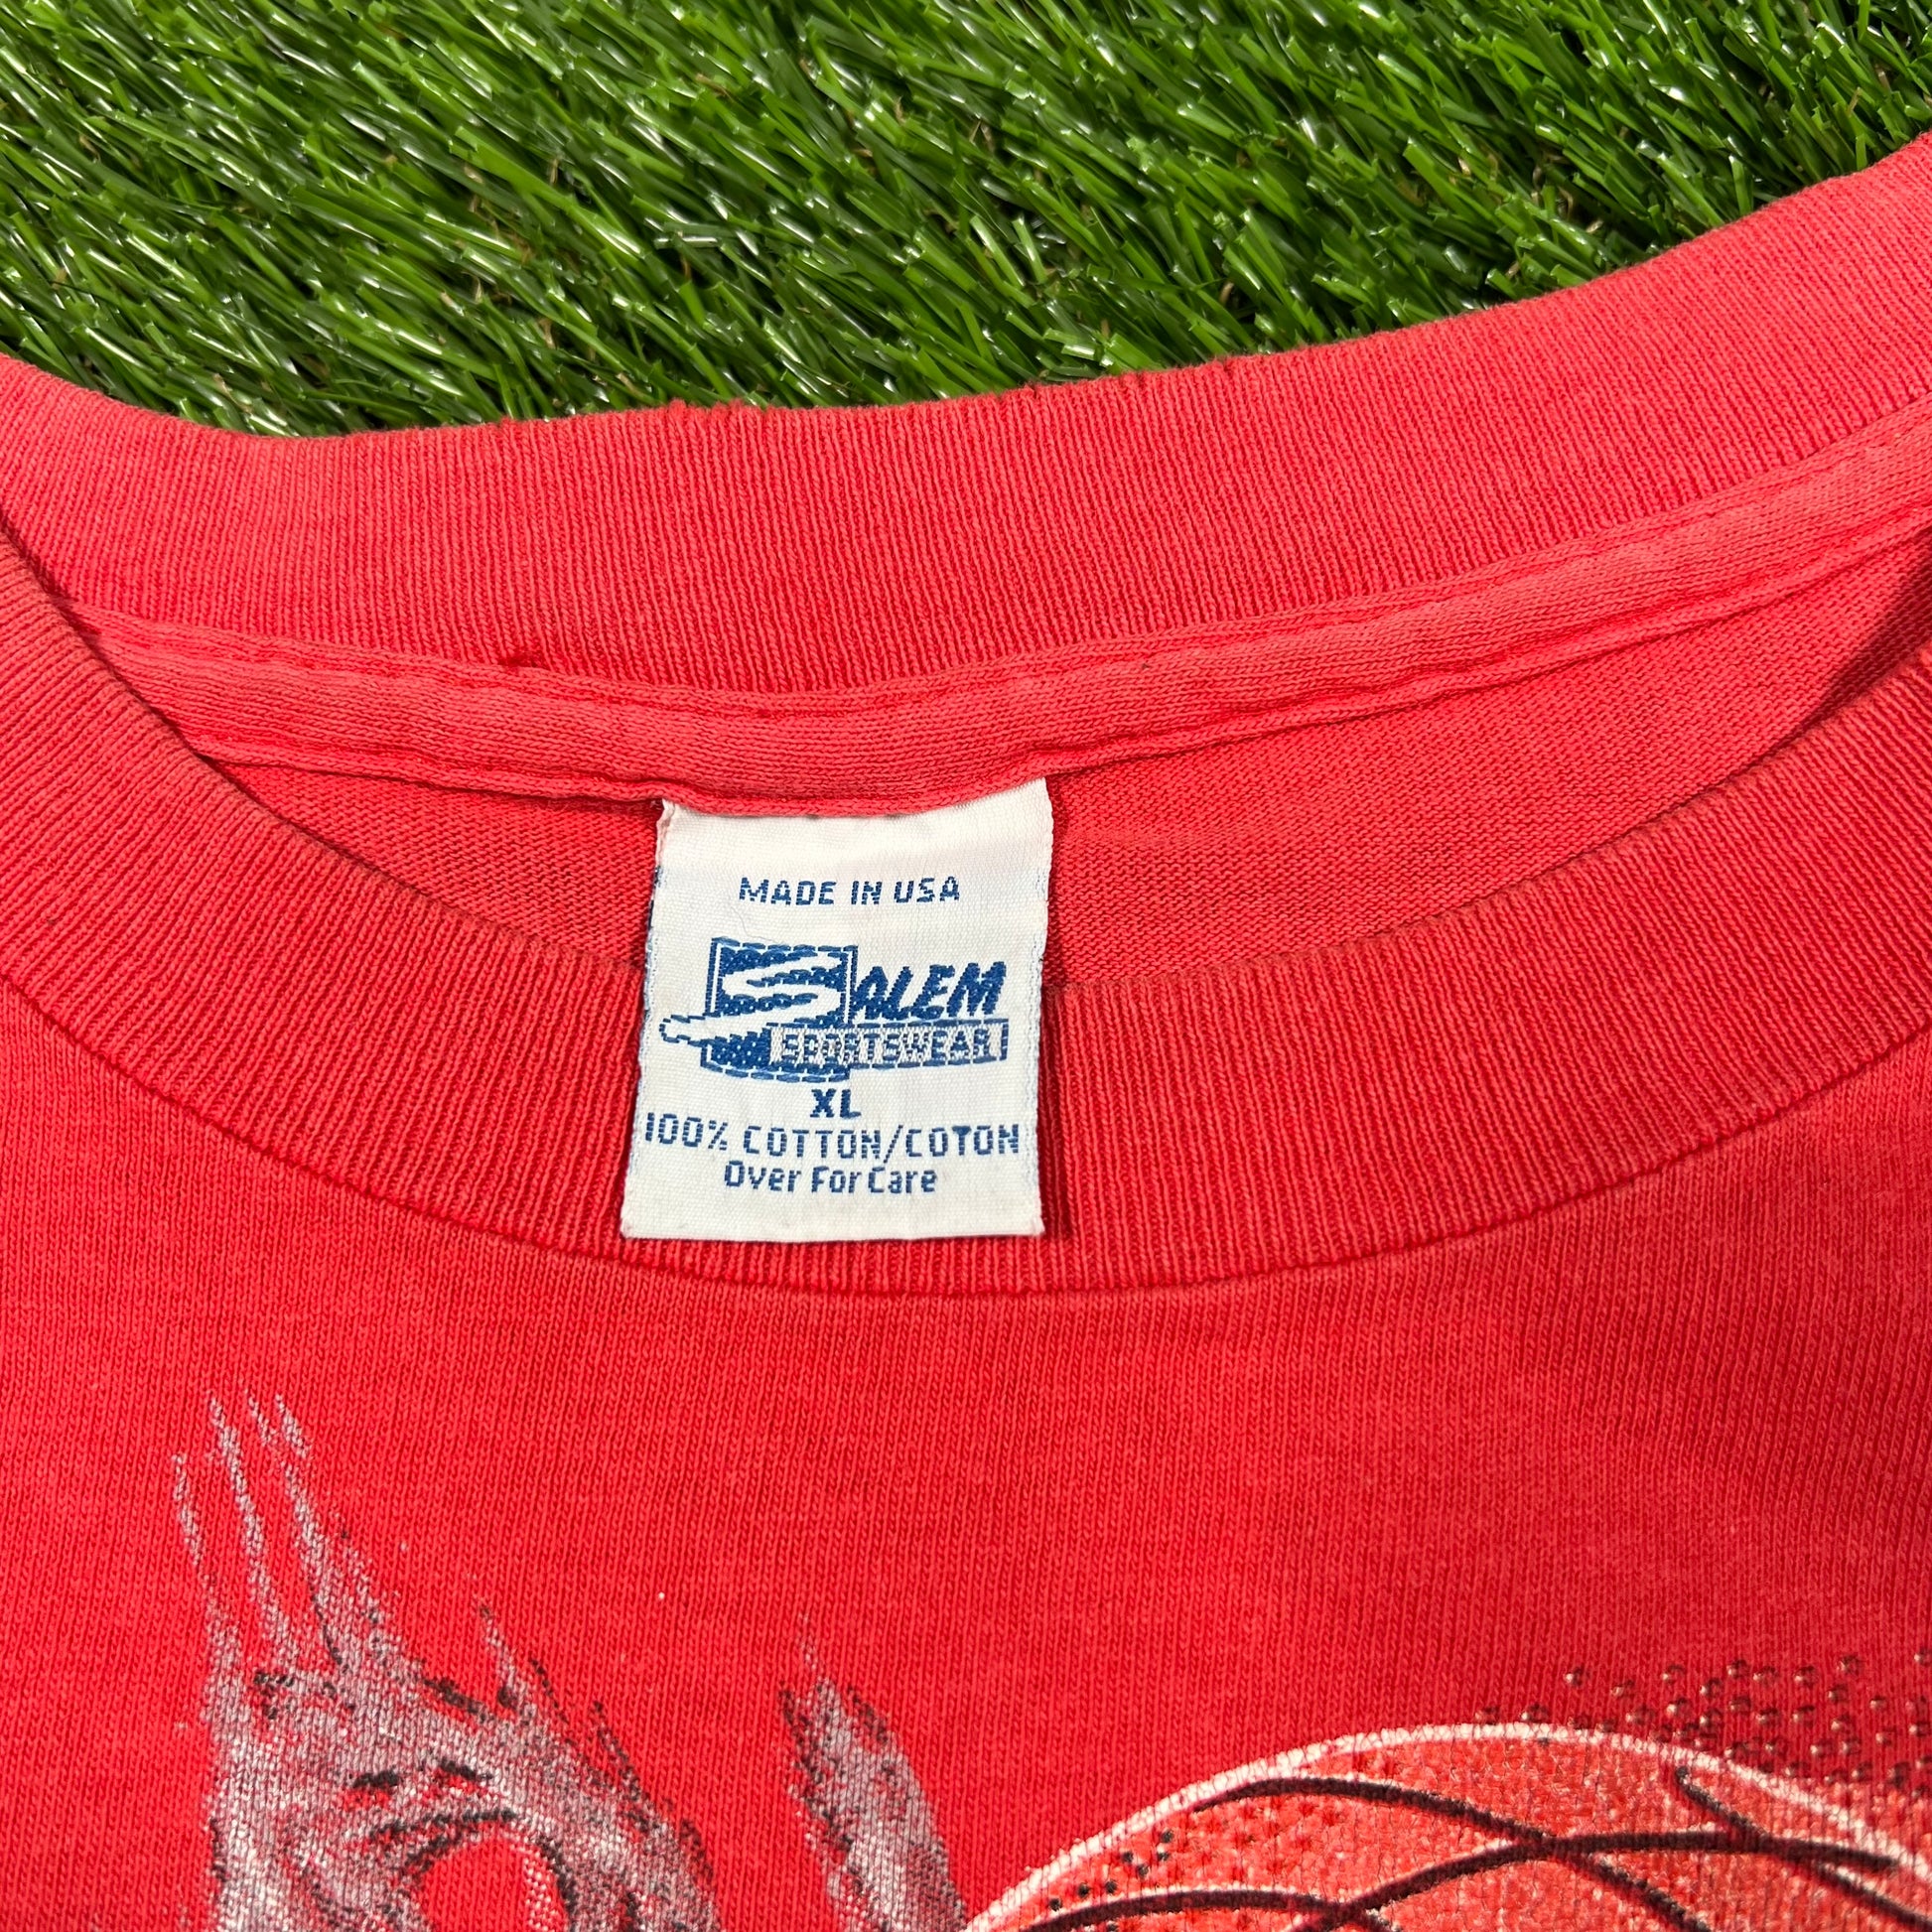 MADE IN USA
SALEM
SPORTSWEAR
XL
100% COTTON/COTON
Over For Care